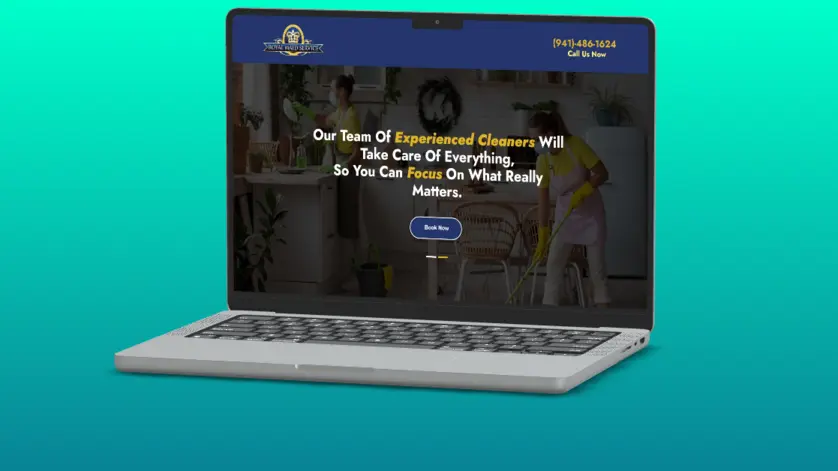 ROYAL MAID SERVICE
(941)-486-1624
Call Us Now
Our Team Of Experienced Cleaners Will
Take Care Of Everything,
So You Can Focus On What Really
Matters.
Book Now